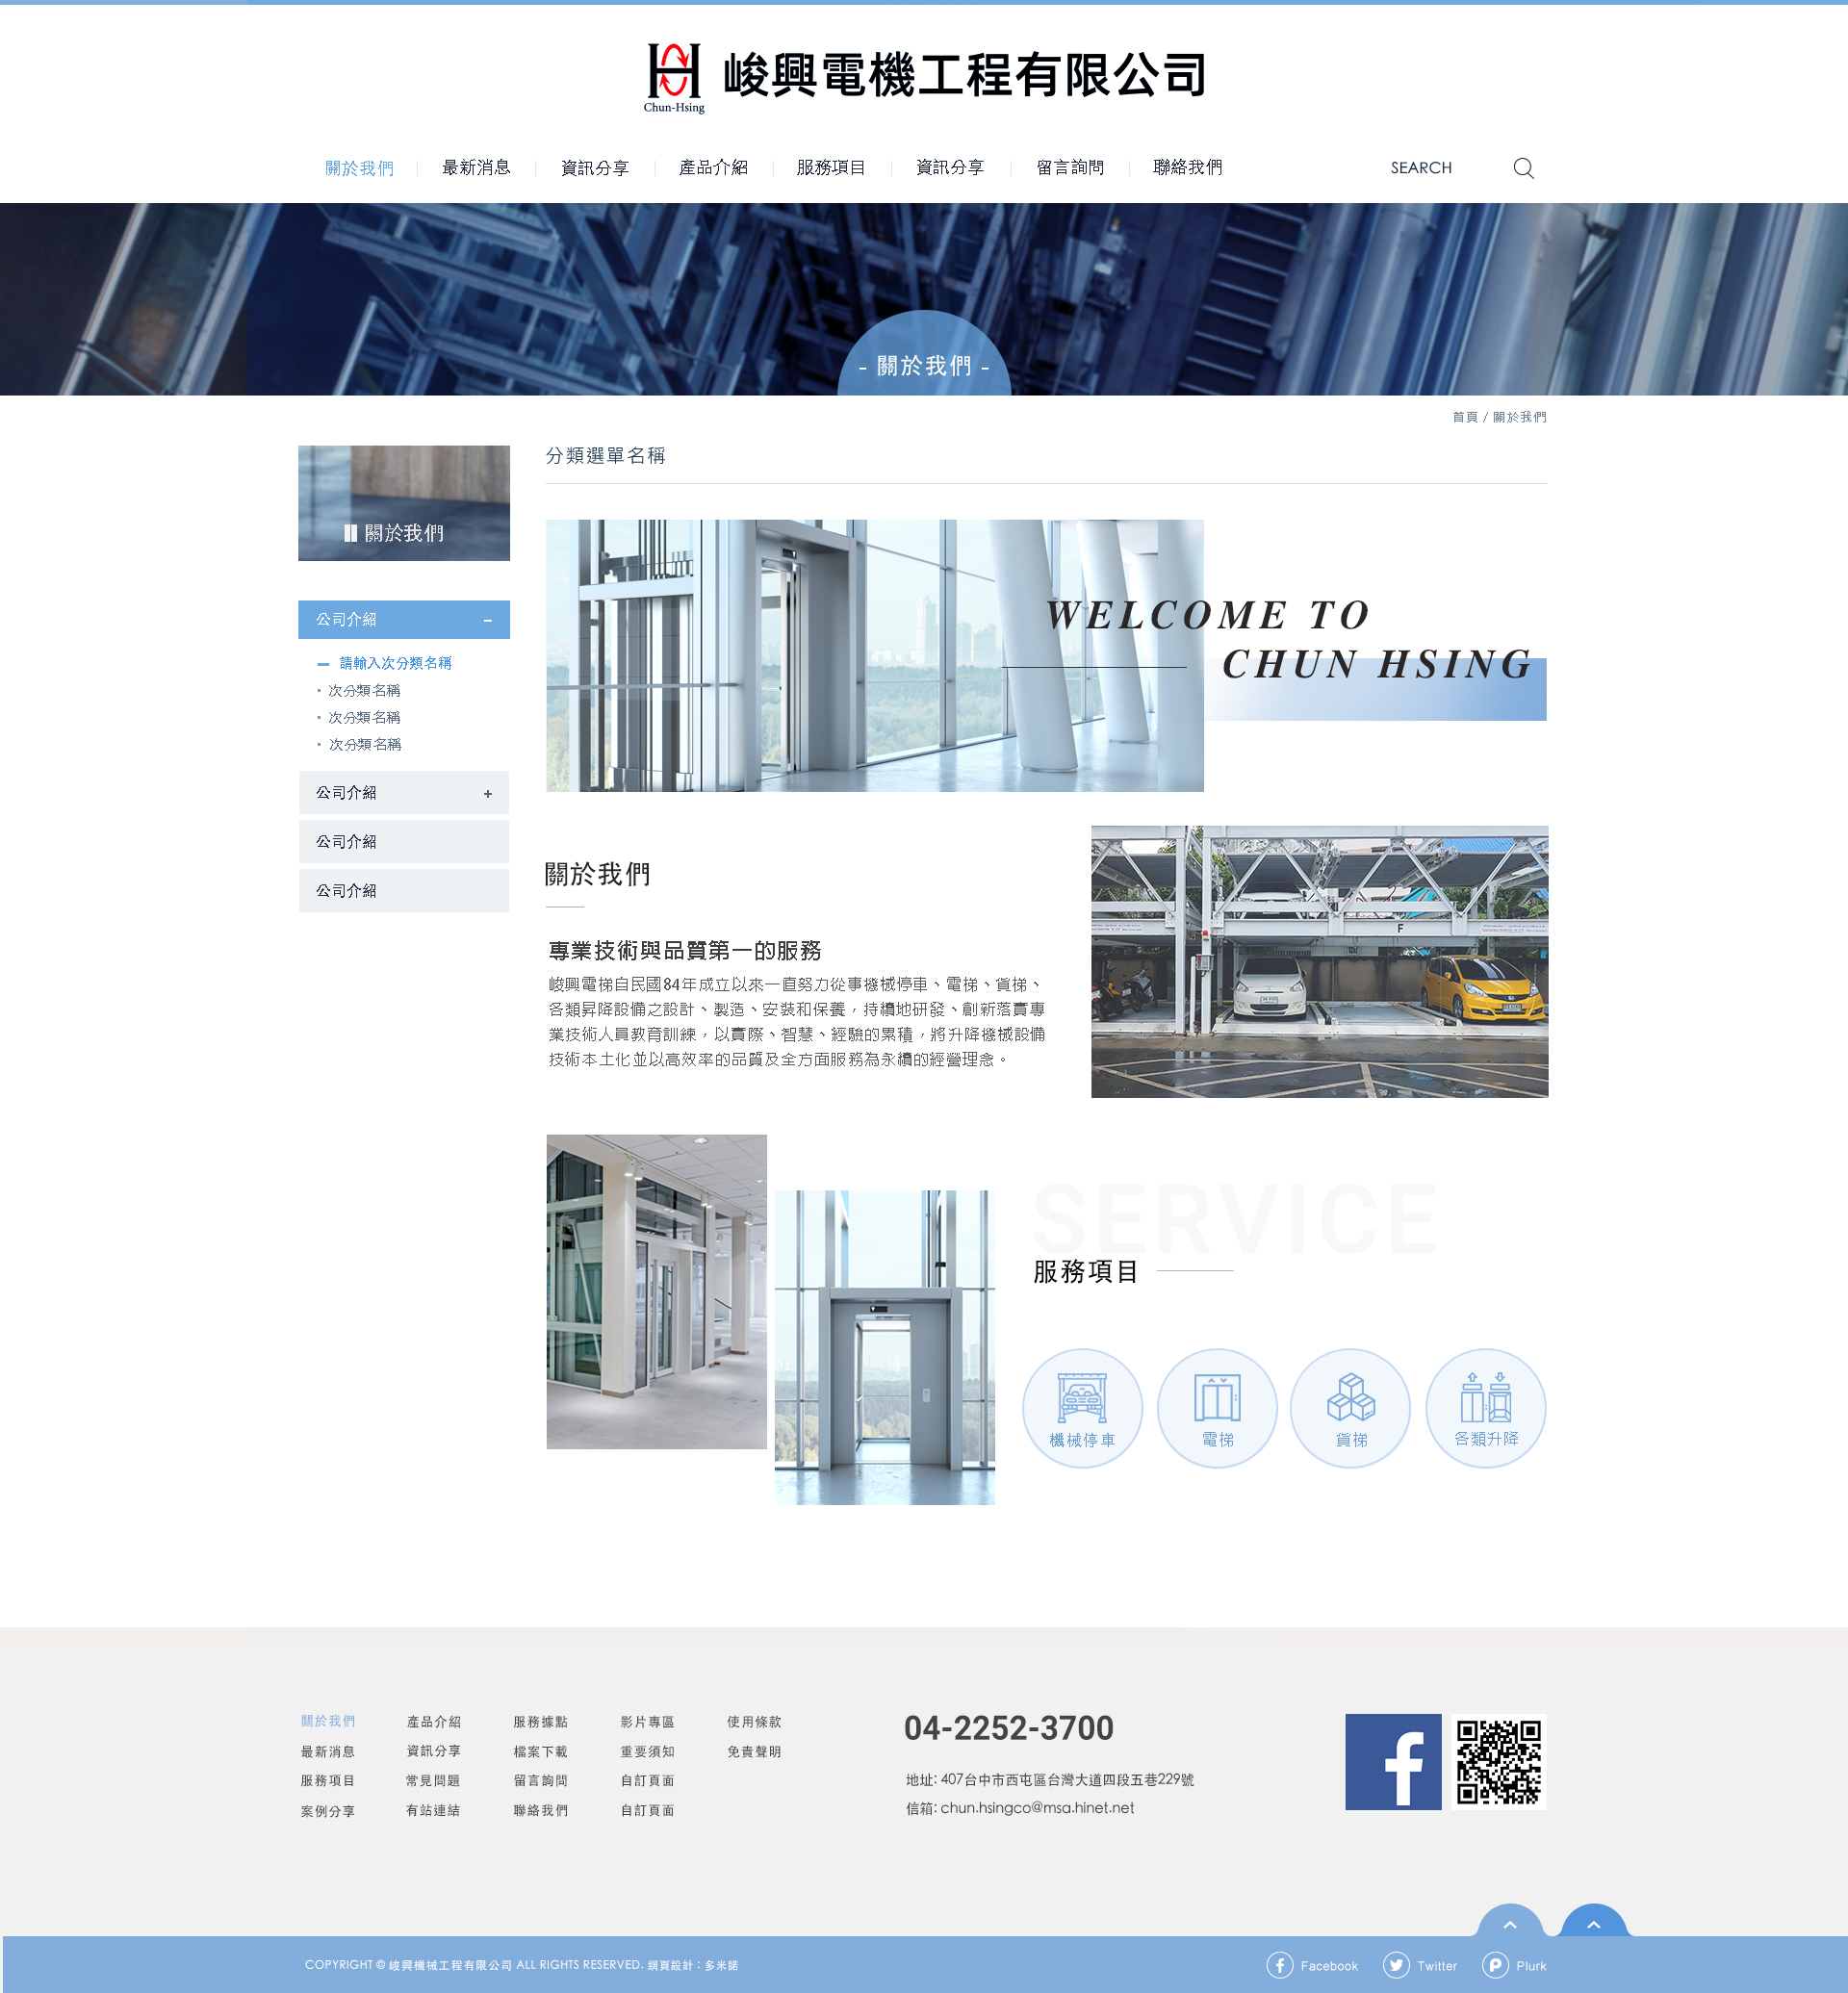 Chun-Hsing
峻興電機工程有限公司
關於我們 最新消息 資訊分享 產品介紹 服務項目 資訊分享 留言詢問 聯絡我們 SEARCH
- 關於我們 -
首頁 / 關於我們
關於我們
公司介紹 −
請輸入次分類名稱
次分類名稱
次分類名稱
次分類名稱
公司介紹 +
公司介紹
公司介紹
分類選單名稱
WELCOME TO
CHUN HSING
關於我們
專業技術與品質第一的服務
峻興電梯自民國84年成立以來一直努力從事機械停車、電梯、貨梯、
各類昇降設備之設計、製造、安裝和保養，持續地研發、創新落實專
業技術人員教育訓練，以實際、智慧、經驗的累積，將升降機械設備
技術本土化並以高效率的品質及全方面服務為永續的經營理念。
F
SERVICE
服務項目
機械停車 電梯 貨梯 各類升降
關於我們 產品介紹 服務據點 影片專區 使用條款
最新消息 資訊分享 檔案下載 重要須知 免責聲明
服務項目 常見問題 留言詢問 自訂頁面
案例分享 有站連結 聯絡我們 自訂頁面
04-2252-3700
地址: 407台中市西屯區台灣大道四段五巷229號
信箱: chun.hsingco@msa.hinet.net
COPYRIGHT © 峻興機械工程有限公司 ALL RIGHTS RESERVED. 網頁設計：多米諾
Facebook Twitter Plurk